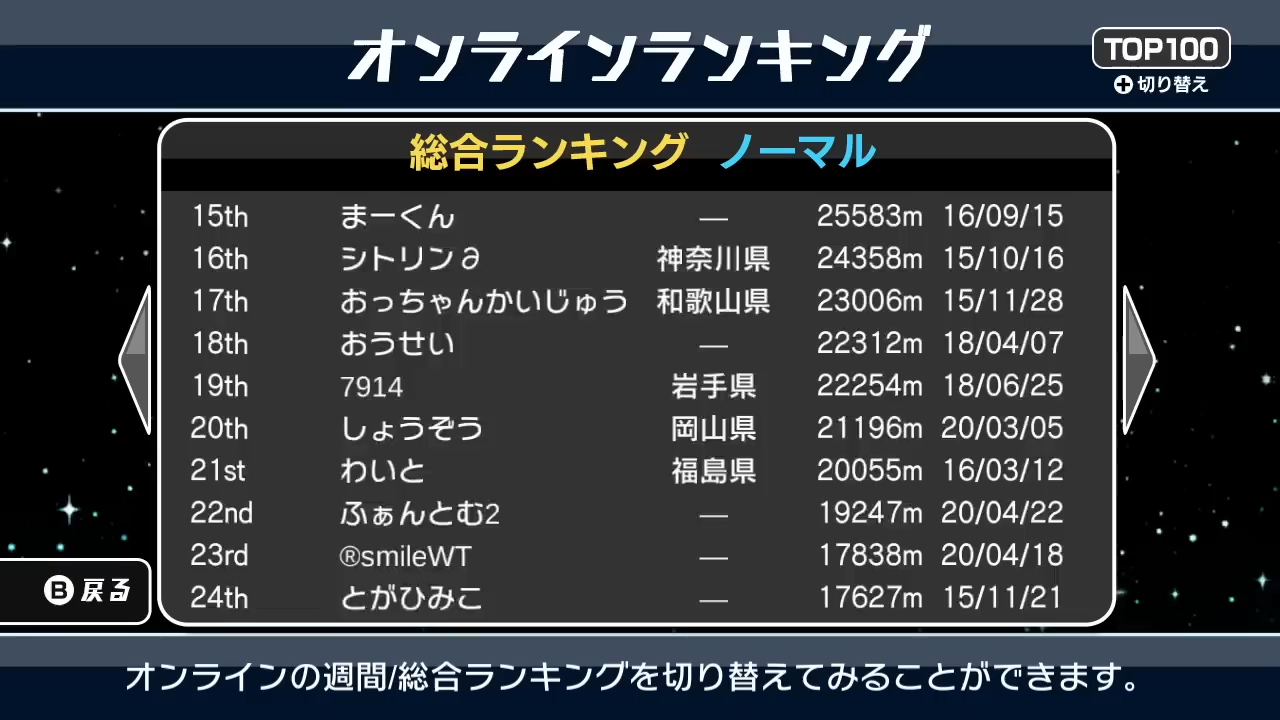 オンラインランキング
TOP100
切り替え
総合ランキング ノーマル
15th まーくん — 25583m 16/09/15
16th シトリン∂ 神奈川県 24358m 15/10/16
17th おっちゃんかいじゅう 和歌山県 23006m 15/11/28
18th おうせい — 22312m 18/04/07
19th 7914 岩手県 22254m 18/06/25
20th しょうぞう 岡山県 21196m 20/03/05
21st わいと 福島県 20055m 16/03/12
22nd ふぁんとむ2 — 19247m 20/04/22
23rd ®smileWT — 17838m 20/04/18
24th とがひみこ — 17627m 15/11/21
B 戻る
オンラインの週間/総合ランキングを切り替えてみることができます。